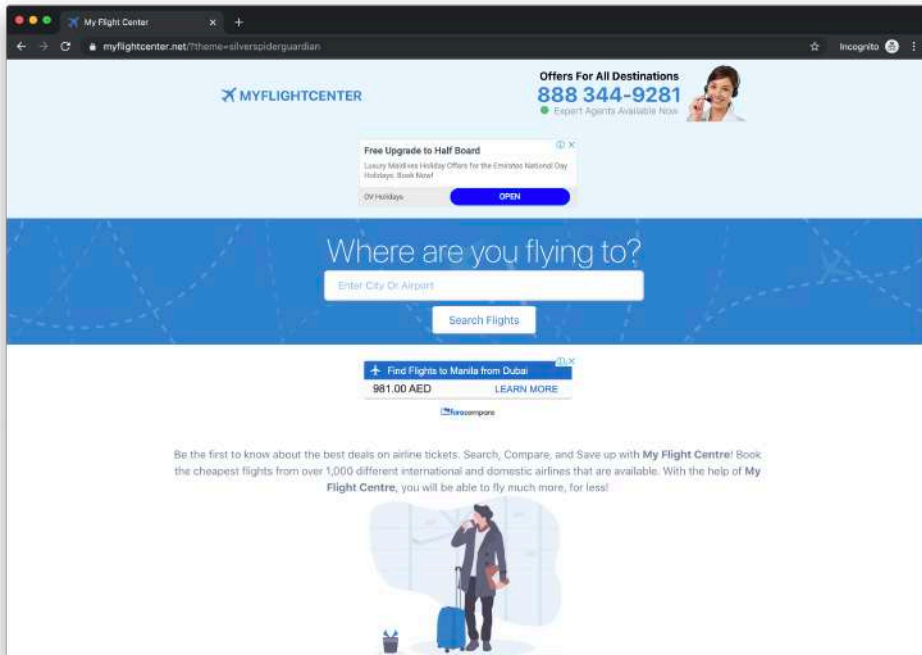 My Flight Center
myflightcenter.net/?theme=silverspiderguardian
Incognito
MYFLIGHTCENTER
Offers For All Destinations
888 344-9281
Expert Agents Available Now
Free Upgrade to Half Board
Luxury Maldives Holiday Offers for the Emirates National Day
Holidays. Book Now!
OV Holidays
OPEN
Where are you flying to?
Enter City Or Airport
Search Flights
Find Flights to Manila from Dubai
981.00 AED
LEARN MORE
farecompare
Be the first to know about the best deals on airline tickets. Search, Compare, and Save up with My Flight Centre! Book
the cheapest flights from over 1,000 different international and domestic airlines that are available. With the help of My
Flight Centre, you will be able to fly much more, for less!